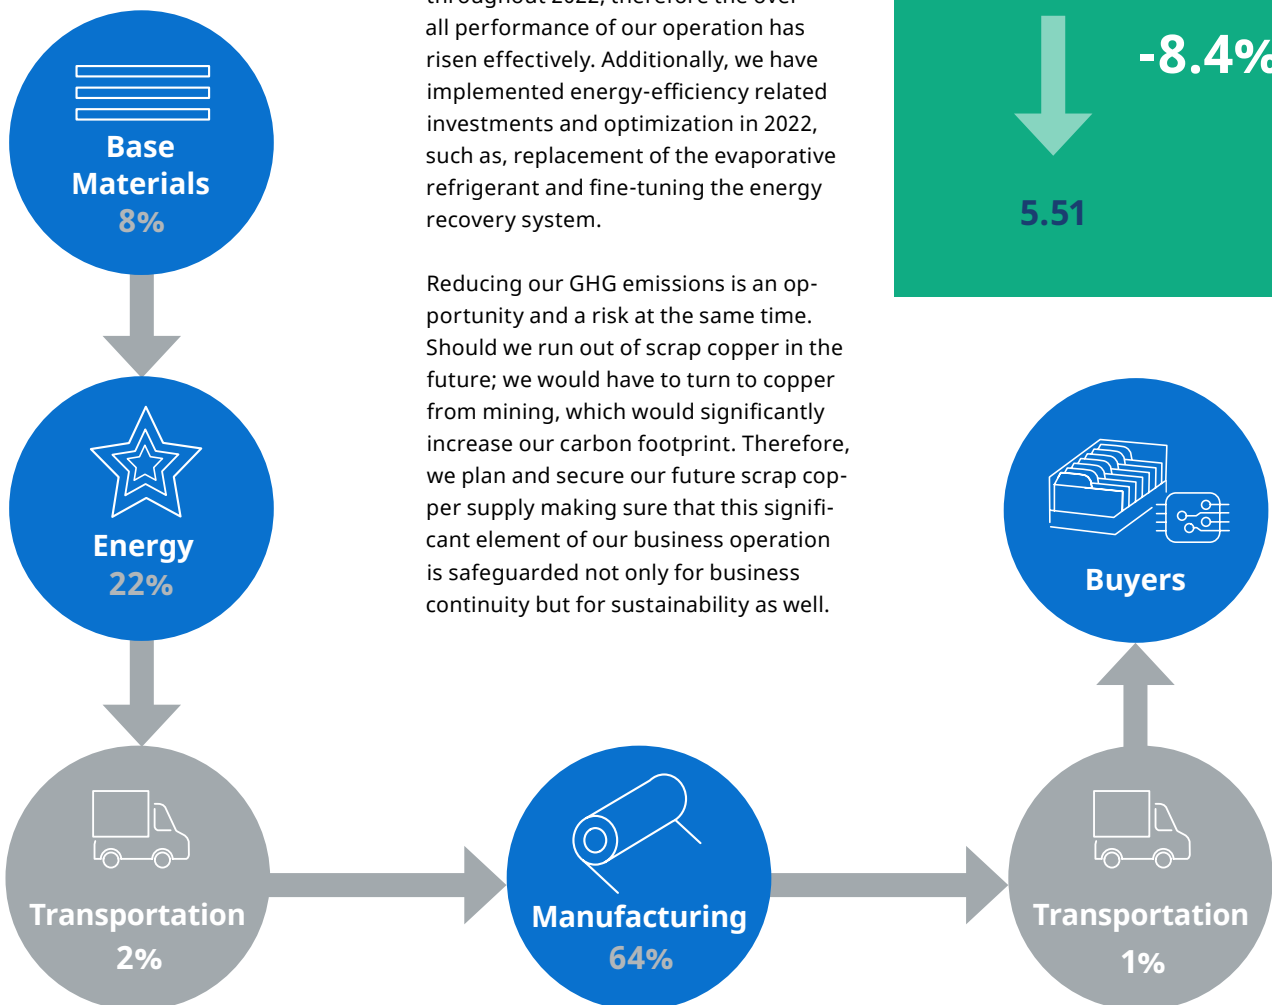 Base
Materials
8%
Energy
22%
Transportation
2%
Manufacturing
64%
Transportation
1%
Buyers
throughout 2022, therefore the over-
all performance of our operation has
risen effectively. Additionally, we have
implemented energy-efficiency related
investments and optimization in 2022,
such as, replacement of the evaporative
refrigerant and fine-tuning the energy
recovery system.
Reducing our GHG emissions is an op-
portunity and a risk at the same time.
Should we run out of scrap copper in the
future; we would have to turn to copper
from mining, which would significantly
increase our carbon footprint. Therefore,
we plan and secure our future scrap cop-
per supply making sure that this signifi-
cant element of our business operation
is safeguarded not only for business
continuity but for sustainability as well.
-8.4%
5.51